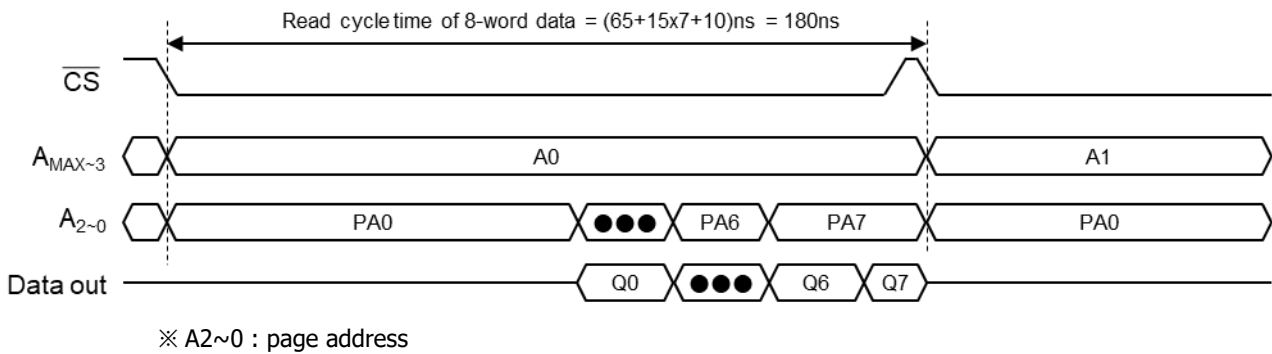 Read cycle time of 8-word data = (65+15x7+10)ns = 180ns
CS
AMAX~3 A0 A1
A2~0 PA0 ●●● PA6 PA7 PA0
Data out Q0 ●●● Q6 Q7
※ A2~0 : page address